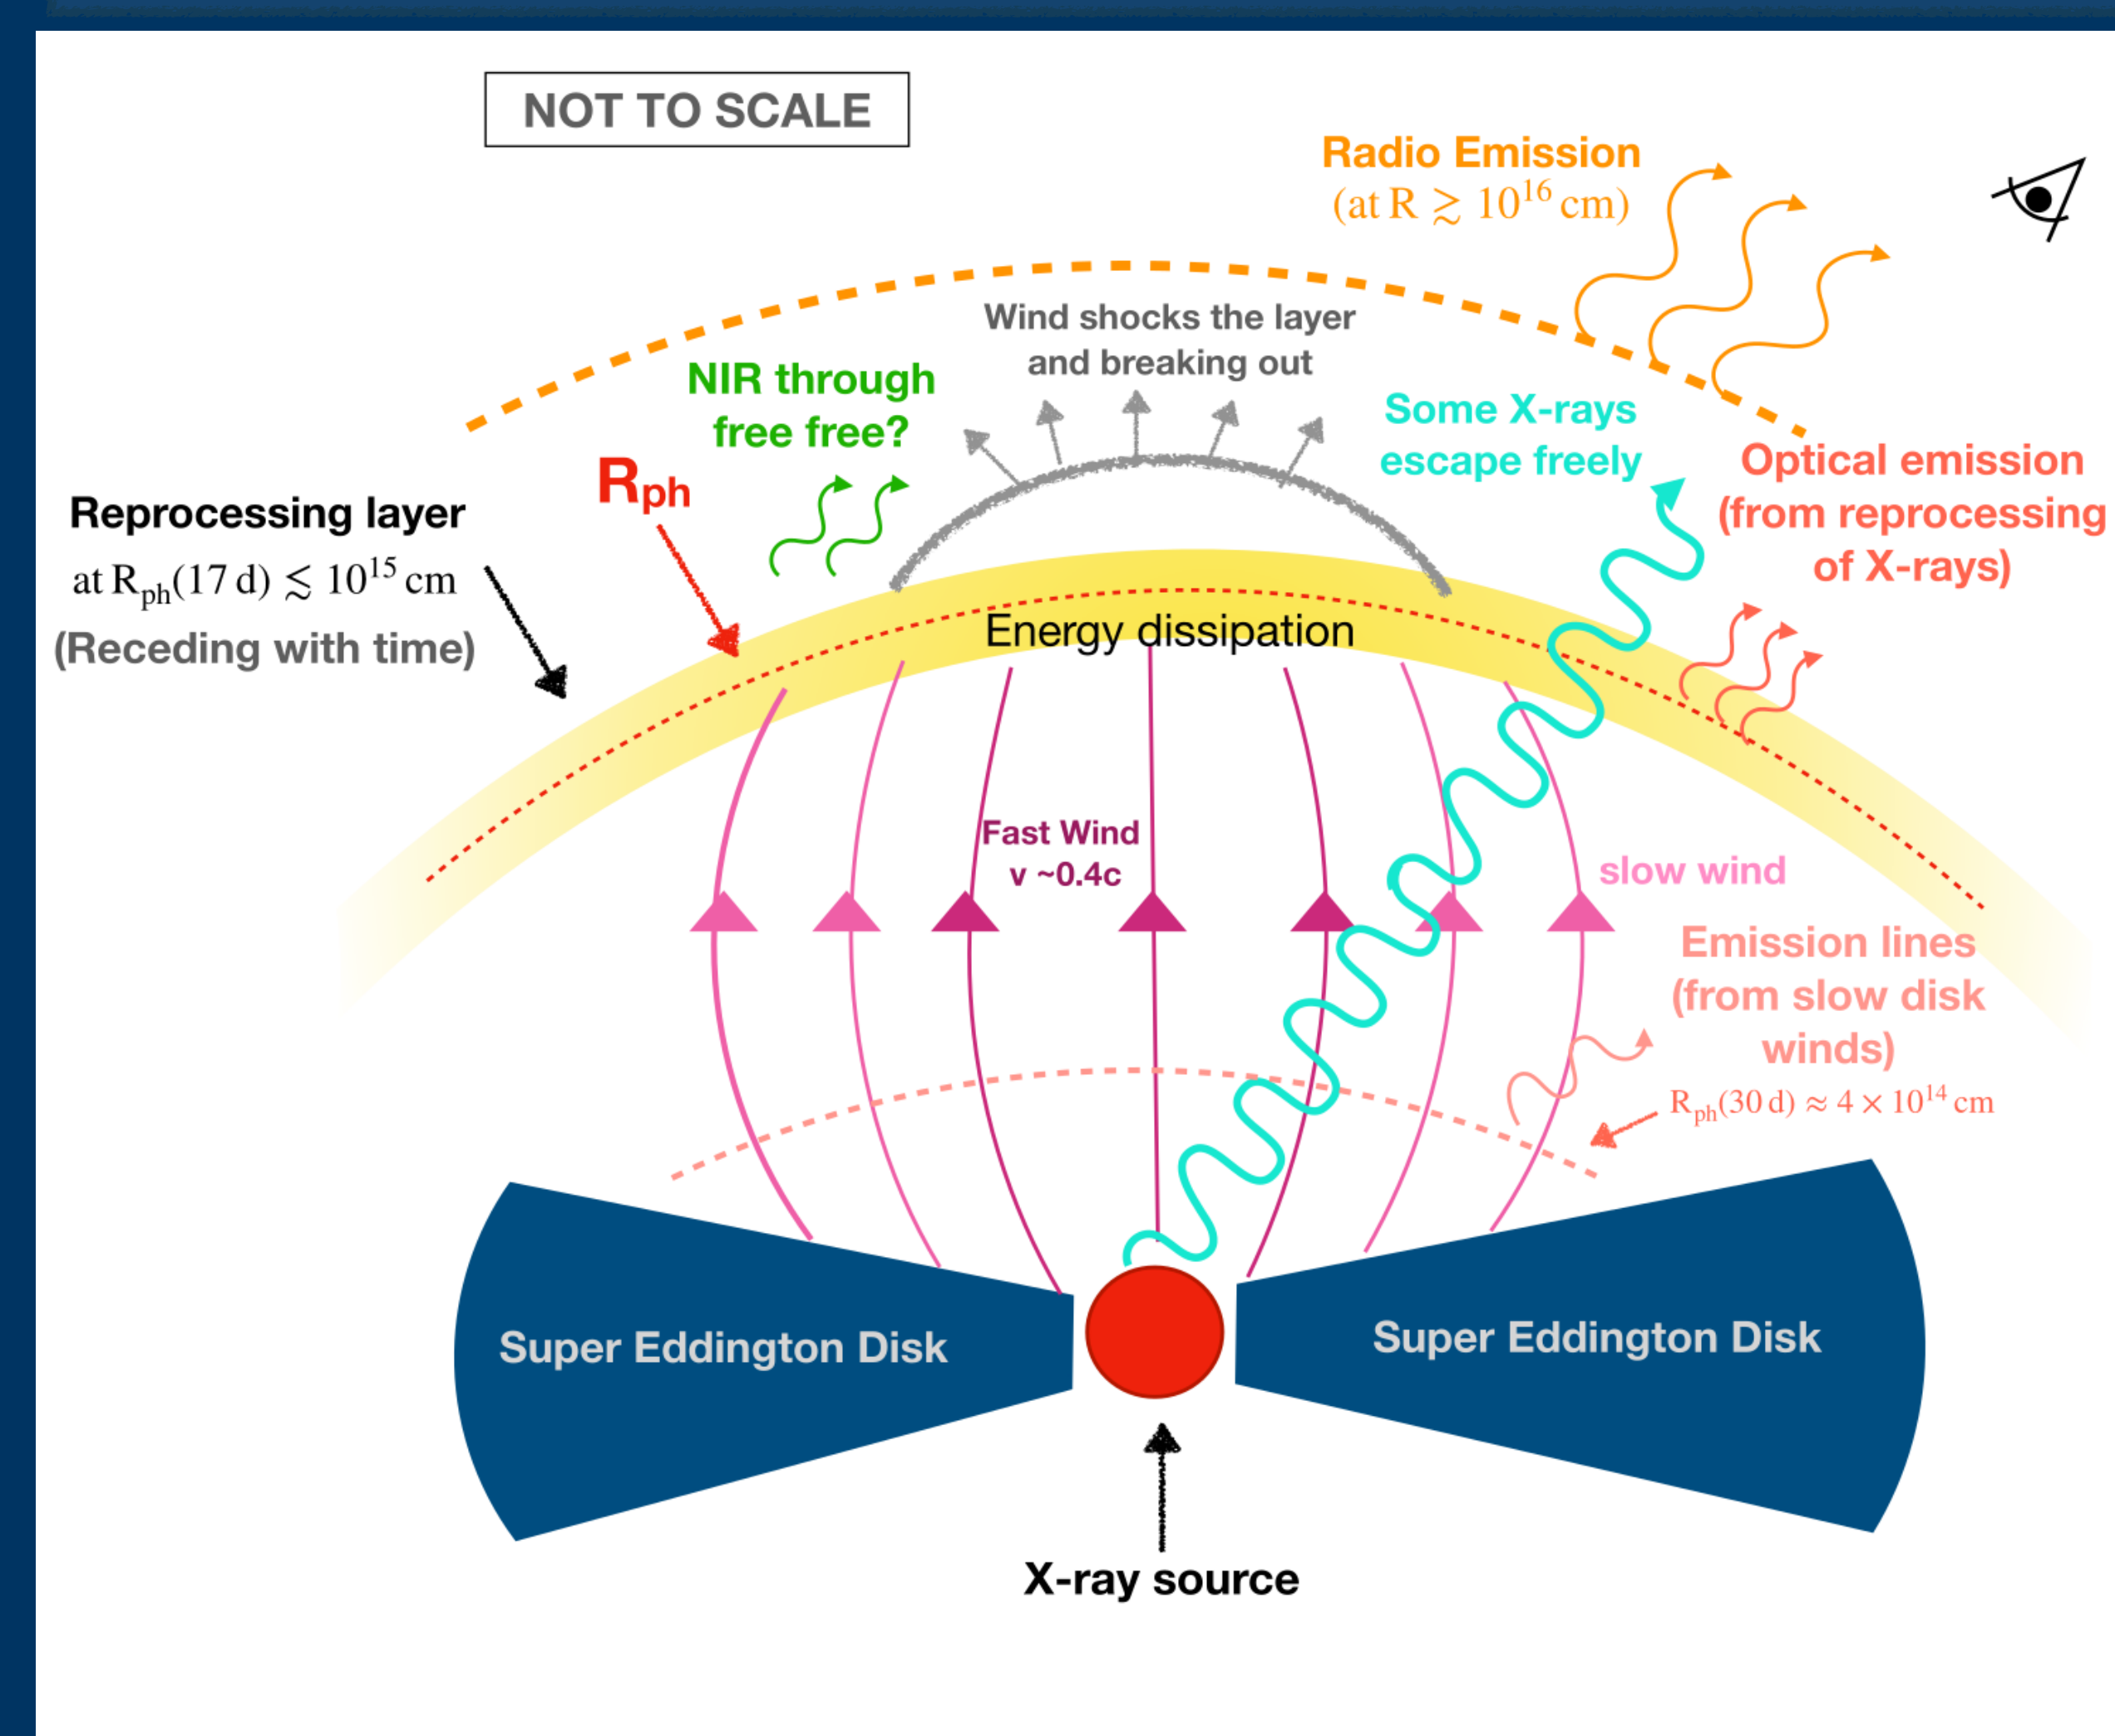 NOT TO SCALE
Radio Emission
(at R ≳ 10¹⁶ cm)
Wind shocks the layer
and breaking out
NIR through
free free?
Some X-rays
escape freely
Optical emission
(from reprocessing
of X-rays)
Rph
Reprocessing layer
at Rph(17 d) ≲ 10¹⁵ cm
(Receding with time)
Energy dissipation
Fast Wind
v ~0.4c
slow wind
Emission lines
(from slow disk
winds)
Rph(30 d) ≈ 4 × 10¹⁴ cm
Super Eddington Disk
Super Eddington Disk
X-ray source